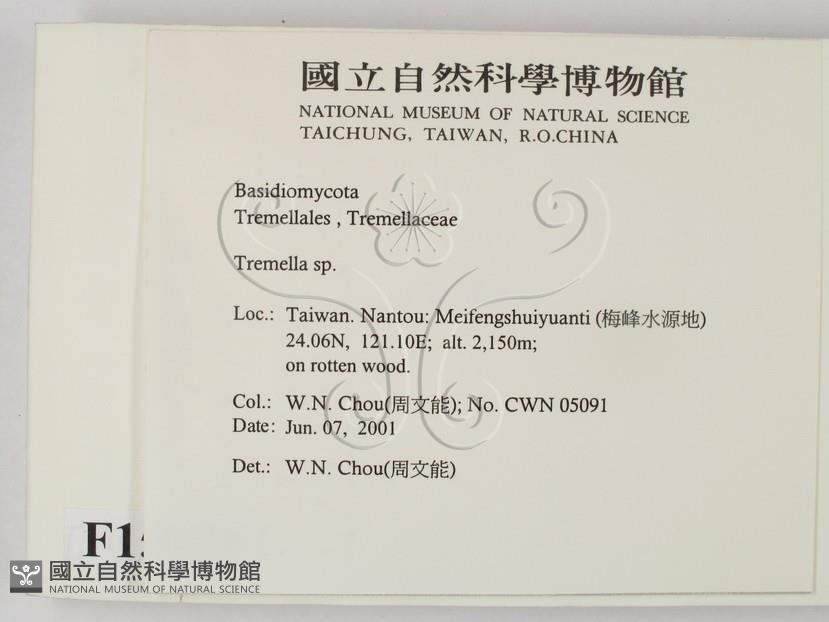 國立自然科學博物館
NATIONAL MUSEUM OF NATURAL SCIENCE
TAICHUNG, TAIWAN, R.O.CHINA
Basidiomycota
Tremellales , Tremellaceae
Tremella sp.
Loc.: Taiwan. Nantou: Meifengshuiyuanti (梅峰水源地)
24.06N, 121.10E; alt. 2,150m;
on rotten wood.
Col.: W.N. Chou(周文能); No. CWN 05091
Date: Jun. 07, 2001
Det.: W.N. Chou(周文能)
國立自然科學博物館
NATIONAL MUSEUM OF NATURAL SCIENCE